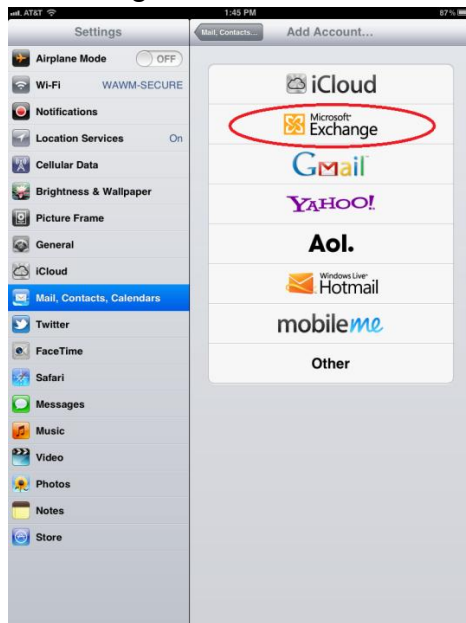 AT&T
1:45 PM
87%
Settings
Mail, Contacts...
Add Account...
Airplane Mode
OFF
Wi-Fi
WAWM-SECURE
Notifications
Location Services
On
Cellular Data
Brightness & Wallpaper
Picture Frame
General
iCloud
Mail, Contacts, Calendars
Twitter
FaceTime
Safari
Messages
Music
Video
Photos
Notes
Store
iCloud
Microsoft
Exchange
Gmail
YAHOO!
Aol.
Windows Live
Hotmail
mobileme
Other